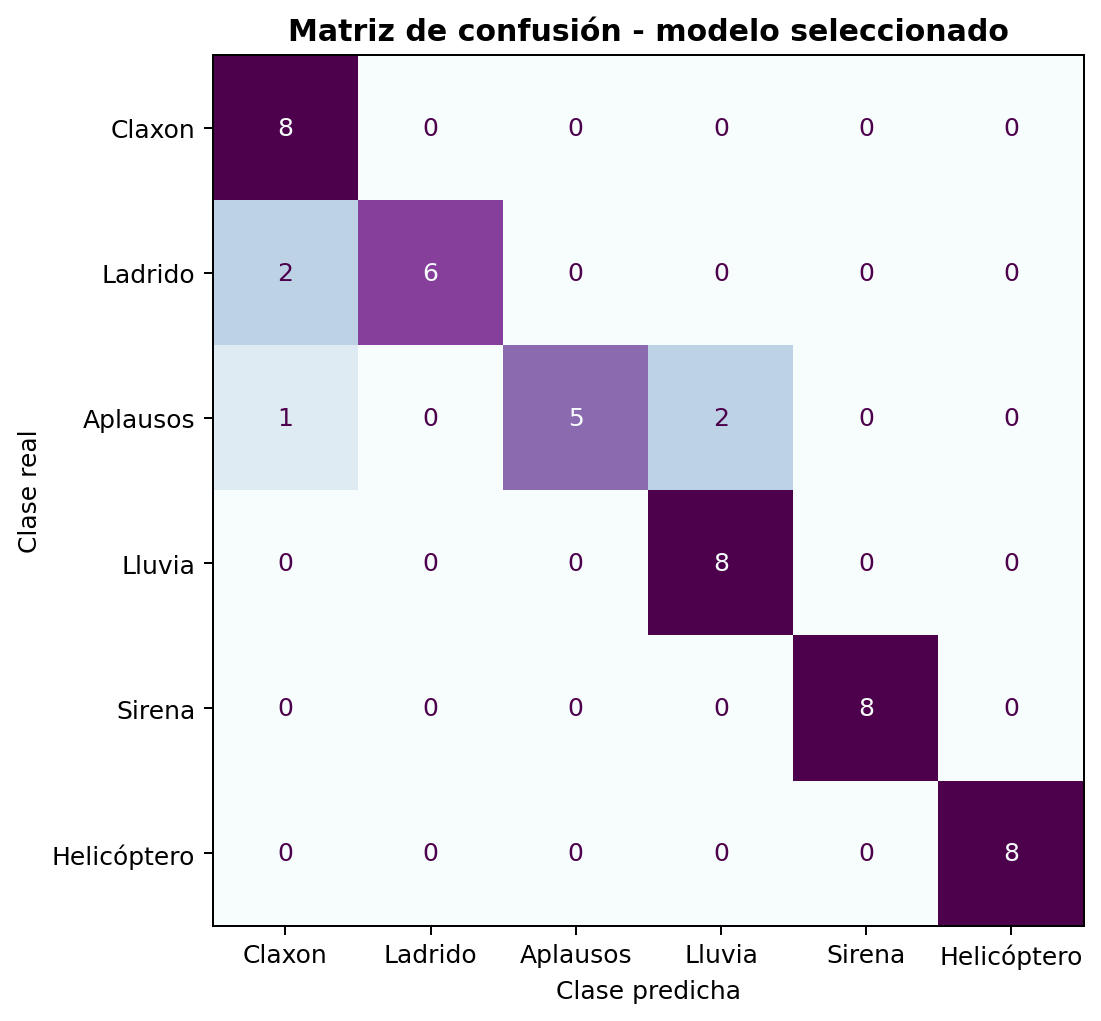 Matriz de confusión - modelo seleccionado
Claxon 8 0 0 0 0 0
Ladrido 2 6 0 0 0 0
Aplausos 1 0 5 2 0 0
Lluvia 0 0 0 8 0 0
Sirena 0 0 0 0 8 0
Helicóptero 0 0 0 0 0 8
Clase real
Claxon Ladrido Aplausos Lluvia Sirena Helicóptero
Clase predicha